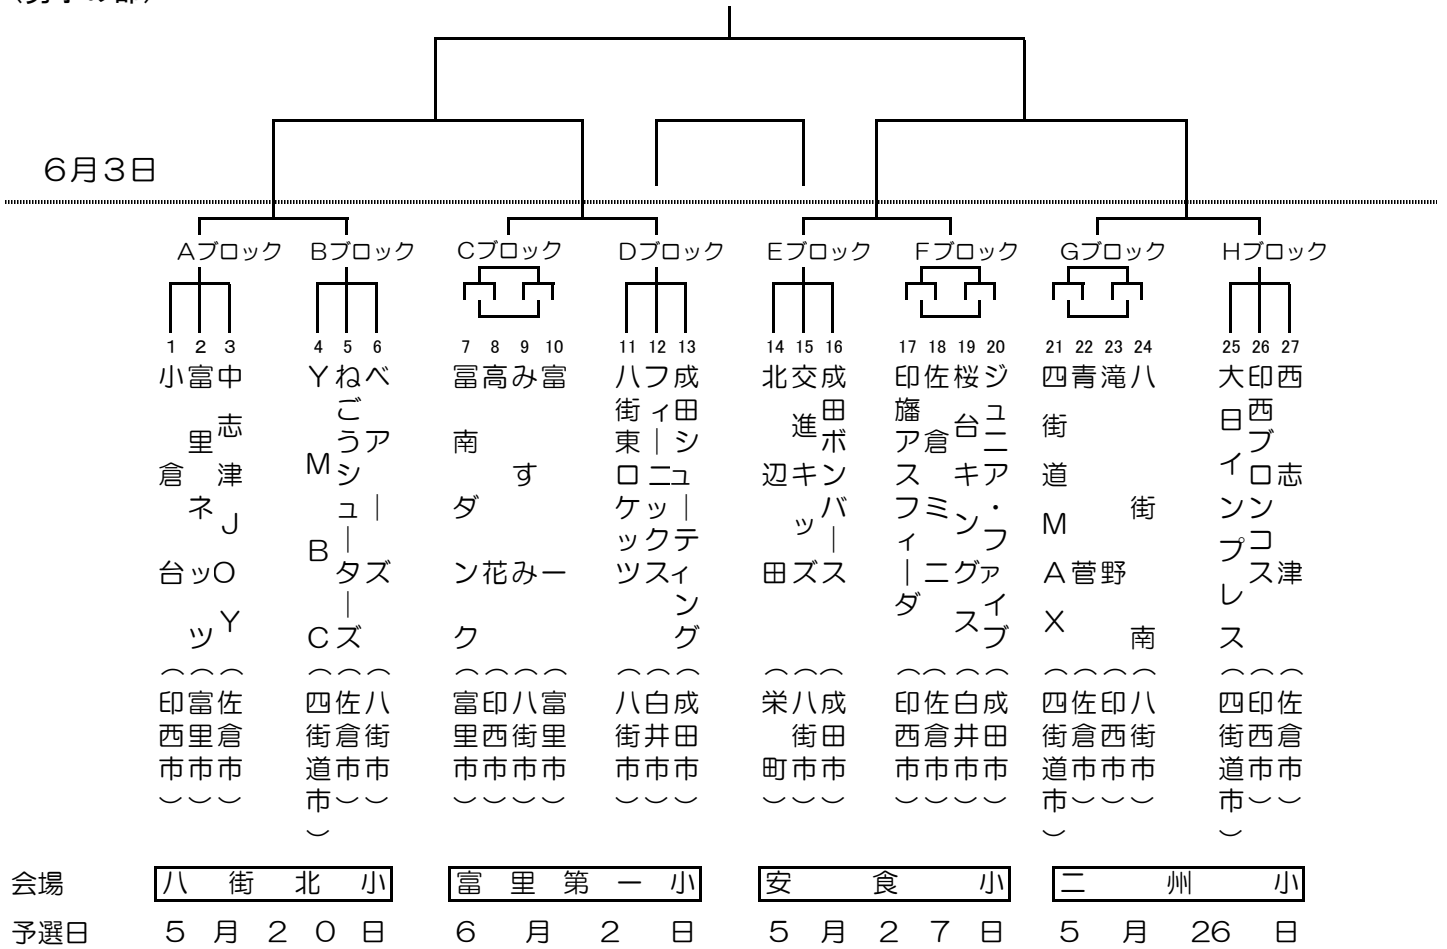 （男子の部）
６月３日
Aブロック Bブロック Cブロック Dブロック Eブロック Fブロック Gブロック Hブロック
1 小倉台（印西市）
2 富里ネッツ（富里市）
3 中志津ＪＯＹ（佐倉市）
4 ＹＭＢＣ（四街道市）
5 ねごうシューターズ（佐倉市）
6 ベアーズ（八街市）
7 冨南ダンク（富里市）
8 高花（印西市）
9 みすみ（八街市）
10 富一（富里市）
11 八街東ロケッツ（八街市）
12 フィーニックス（白井市）
13 成田シューティング（成田市）
14 北辺田（栄町）
15 交進キッズ（八街市）
16 成田ボンバース（成田市）
17 印旛アスフィーダ（印西市）
18 佐倉ミニ（佐倉市）
19 桜台キングス（白井市）
20 ジュニア・ファイブ（成田市）
21 四街道ＭＡＸ（四街道市）
22 青菅（佐倉市）
23 滝野（印西市）
24 八街南（八街市）
25 大日インプレス（四街道市）
26 印西ブロンコス（印西市）
27 西志津（佐倉市）
会場 八街北小 富里第一小 安食小 二州小
予選日 ５月２０日 ６月２日 ５月２７日 ５月26日